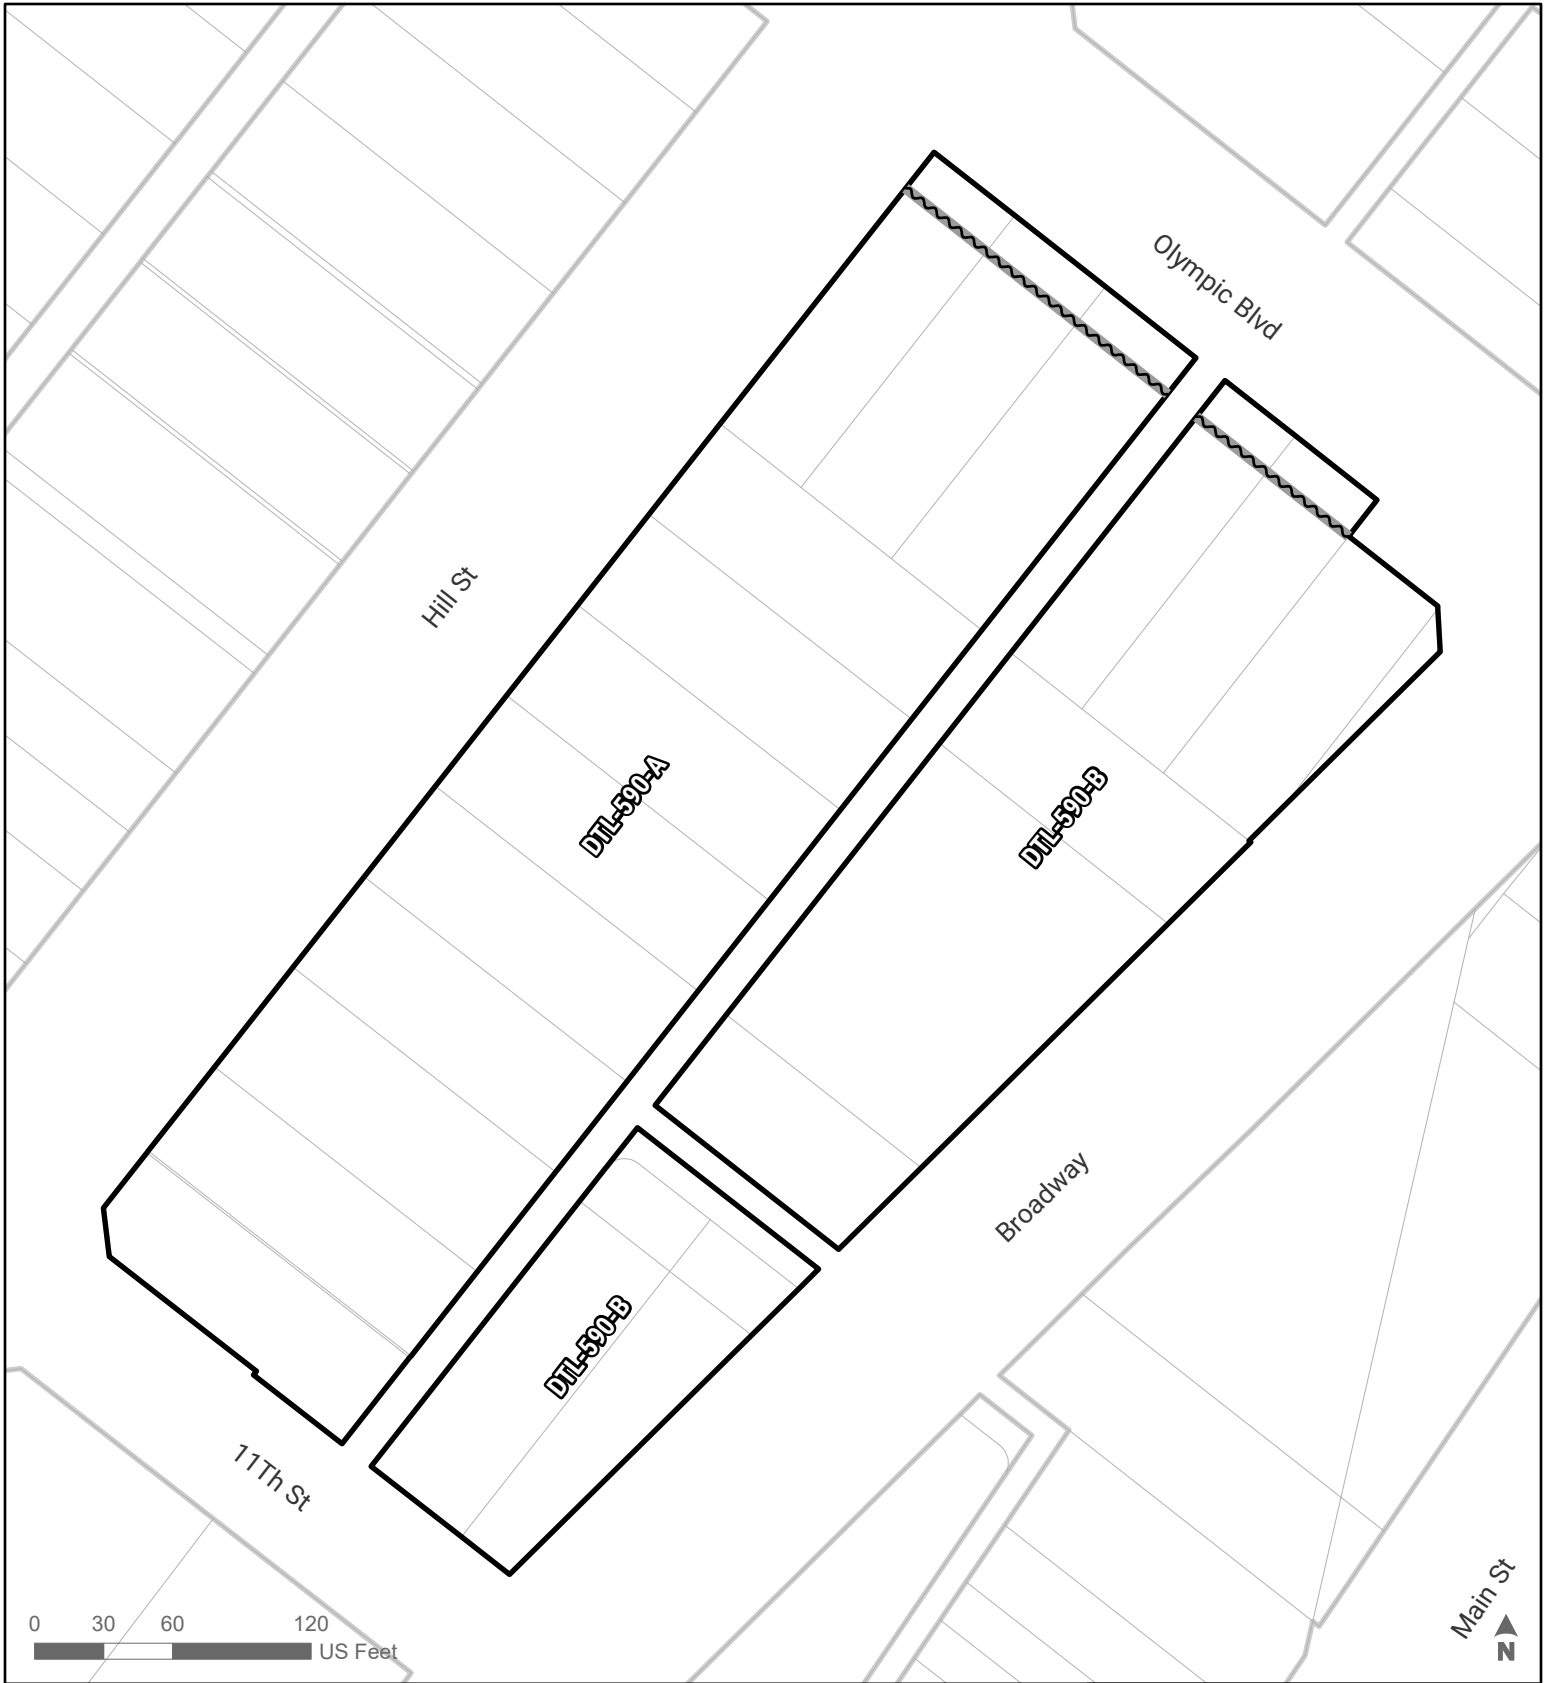 Olympic Blvd
Hill St
DTL-590-A
DTL-590-B
Broadway
DTL-590-B
11Th St
Main St
0 30 60 120
US Feet
N